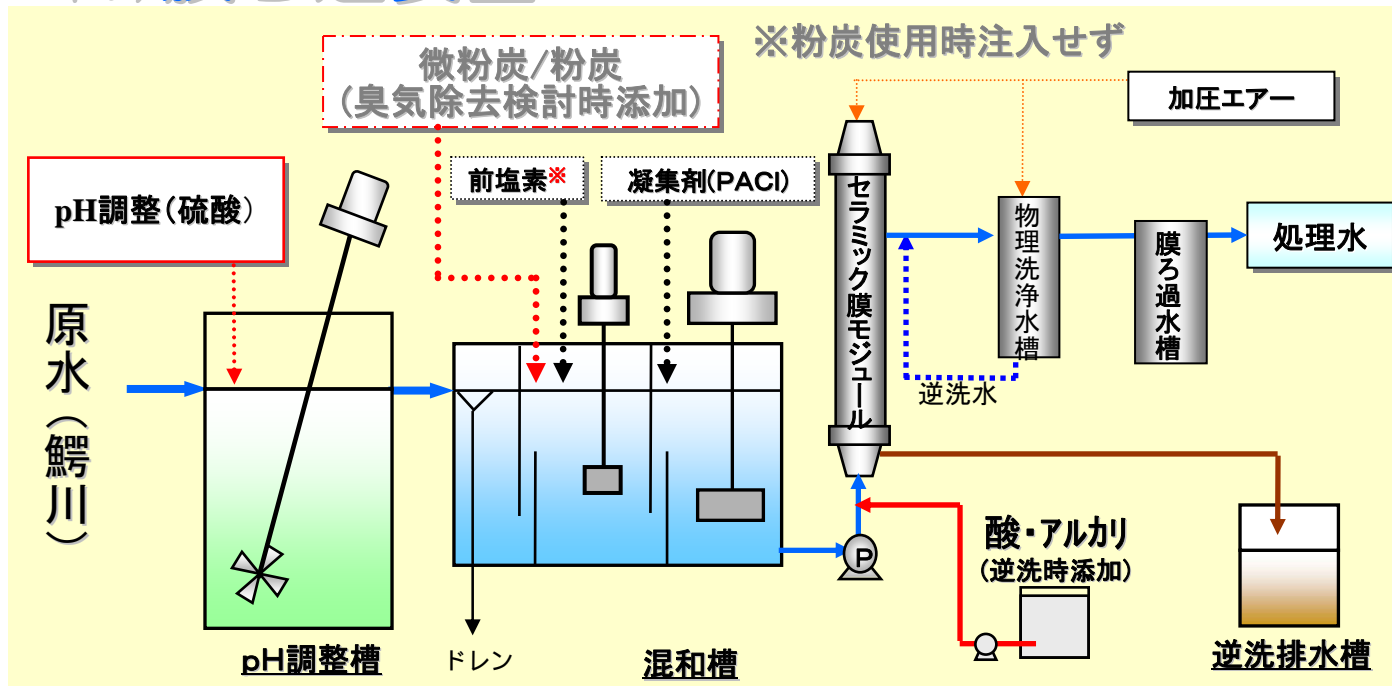 ※粉炭使用時注入せず
微粉炭/粉炭
(臭気除去検討時添加)
加圧エアー
前塩素※
凝集剤(PACl)
pH調整(硫酸)
セラミック膜モジュール
物理洗浄水槽
膜ろ過水槽
処理水
原水(鰐川)
逆洗水
P
酸・アルカリ
(逆洗時添加)
pH調整槽
ドレン
混和槽
逆洗排水槽